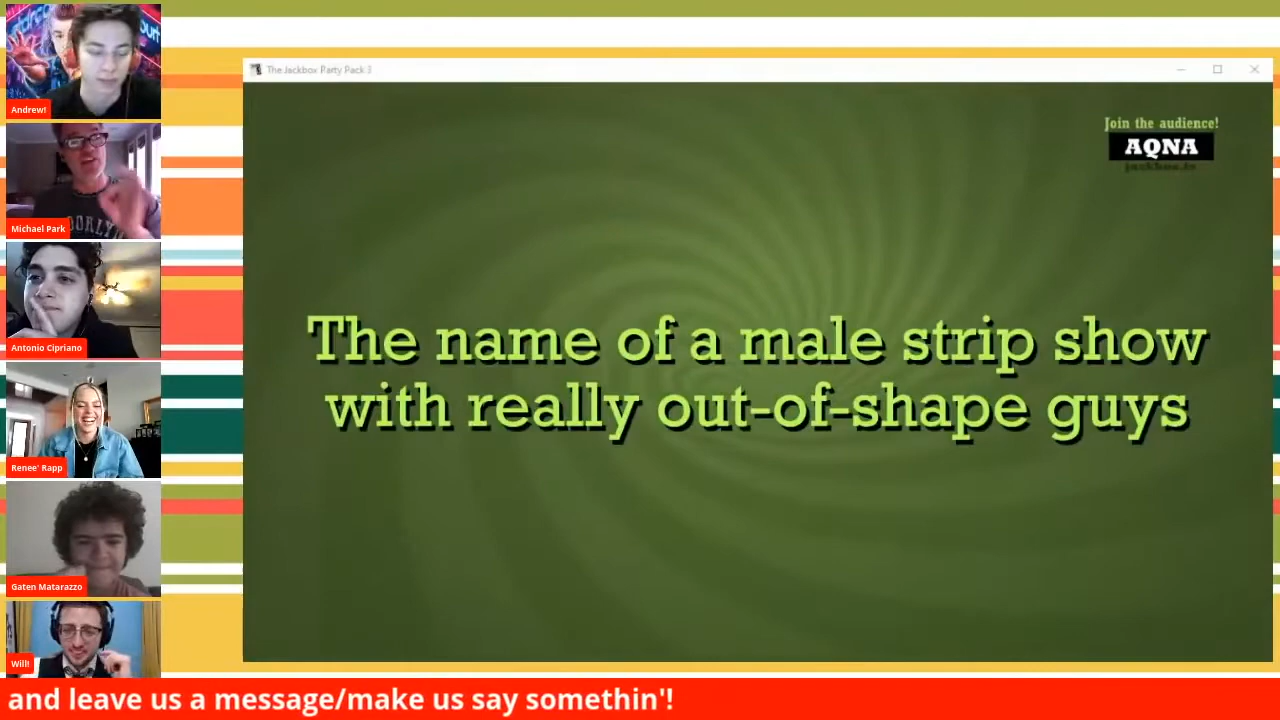 Andrew!
Michael Park
Antonio Cipriano
Renee' Rapp
Gaten Matarazzo
Will!
The Jackbox Party Pack 3
Join the audience!
AQNA
jackbox.tv
The name of a male strip show
with really out-of-shape guys
and leave us a message/make us say somethin'!